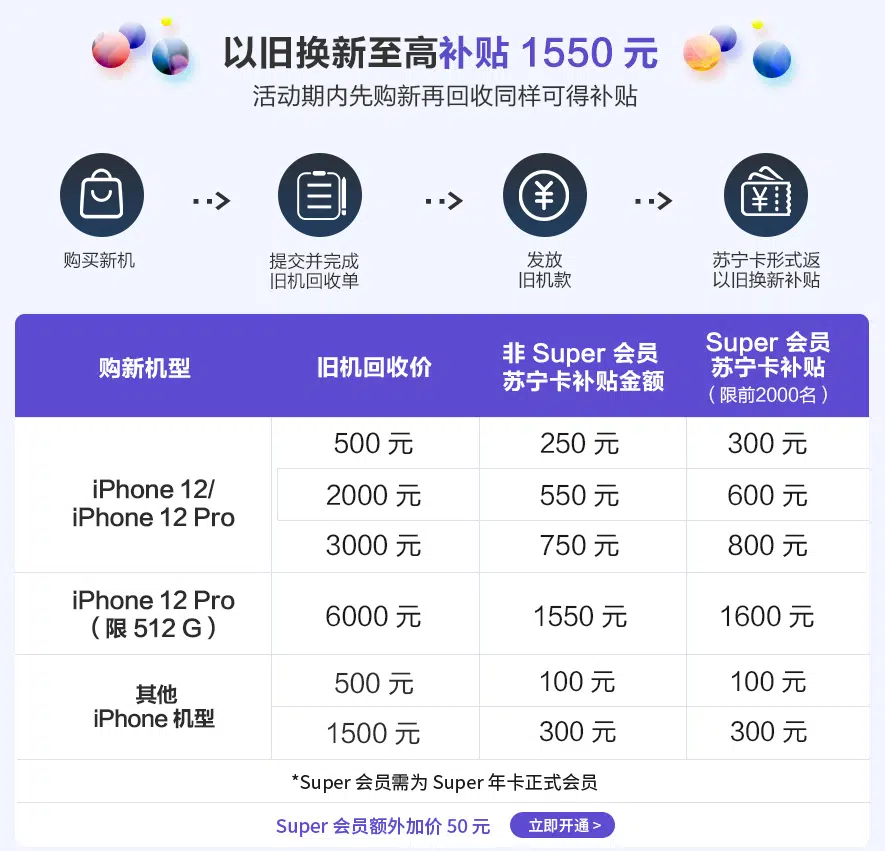 以旧换新至高补贴 1550 元
活动期内先购新再回收同样可得补贴
购买新机
提交并完成
旧机回收单
发放
旧机款
苏宁卡形式返
以旧换新补贴
购新机型
旧机回收价
非 Super 会员
苏宁卡补贴金额
Super 会员
苏宁卡补贴
（限前2000名）
iPhone 12/
iPhone 12 Pro
500 元
250 元
300 元
2000 元
550 元
600 元
3000 元
750 元
800 元
iPhone 12 Pro
（限 512 G）
6000 元
1550 元
1600 元
其他
iPhone 机型
500 元
100 元
100 元
1500 元
300 元
300 元
*Super 会员需为 Super 年卡正式会员
Super 会员额外加价 50 元
立即开通 >